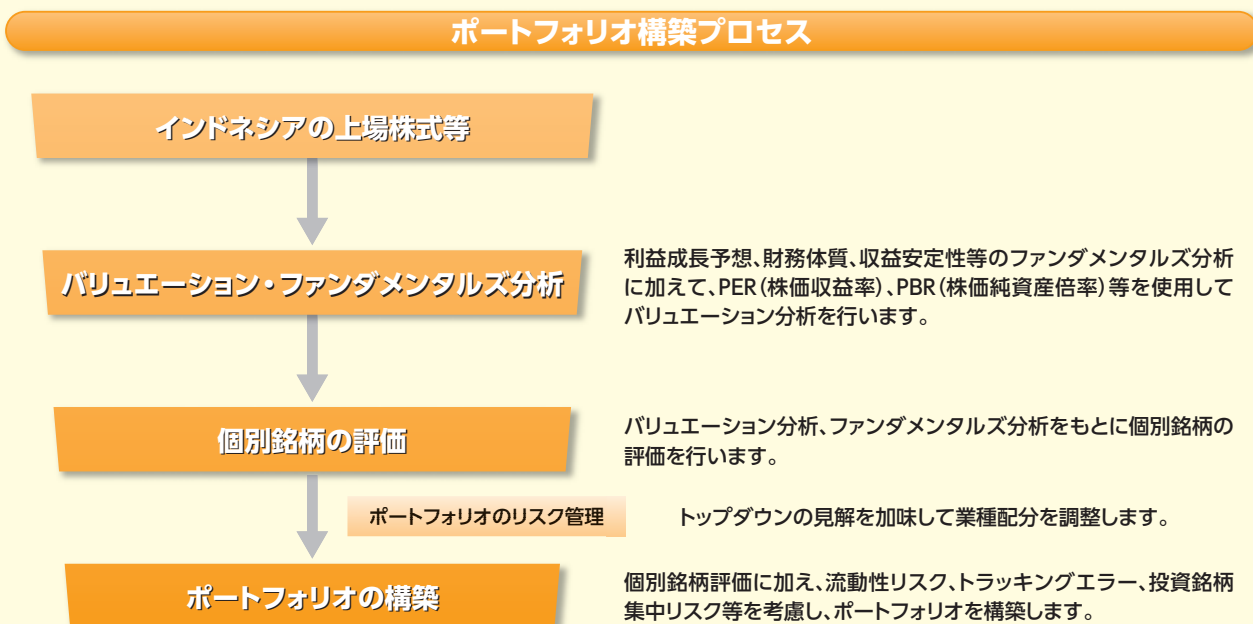 ポートフォリオ構築プロセス
インドネシアの上場株式等
バリュエーション・ファンダメンタルズ分析
利益成長予想、財務体質、収益安定性等のファンダメンタルズ分析
に加えて、PER(株価収益率)、PBR(株価純資産倍率)等を使用して
バリュエーション分析を行います。
個別銘柄の評価
バリュエーション分析、ファンダメンタルズ分析をもとに個別銘柄の
評価を行います。
ポートフォリオのリスク管理
トップダウンの見解を加味して業種配分を調整します。
ポートフォリオの構築
個別銘柄評価に加え、流動性リスク、トラッキングエラー、投資銘柄
集中リスク等を考慮し、ポートフォリオを構築します。